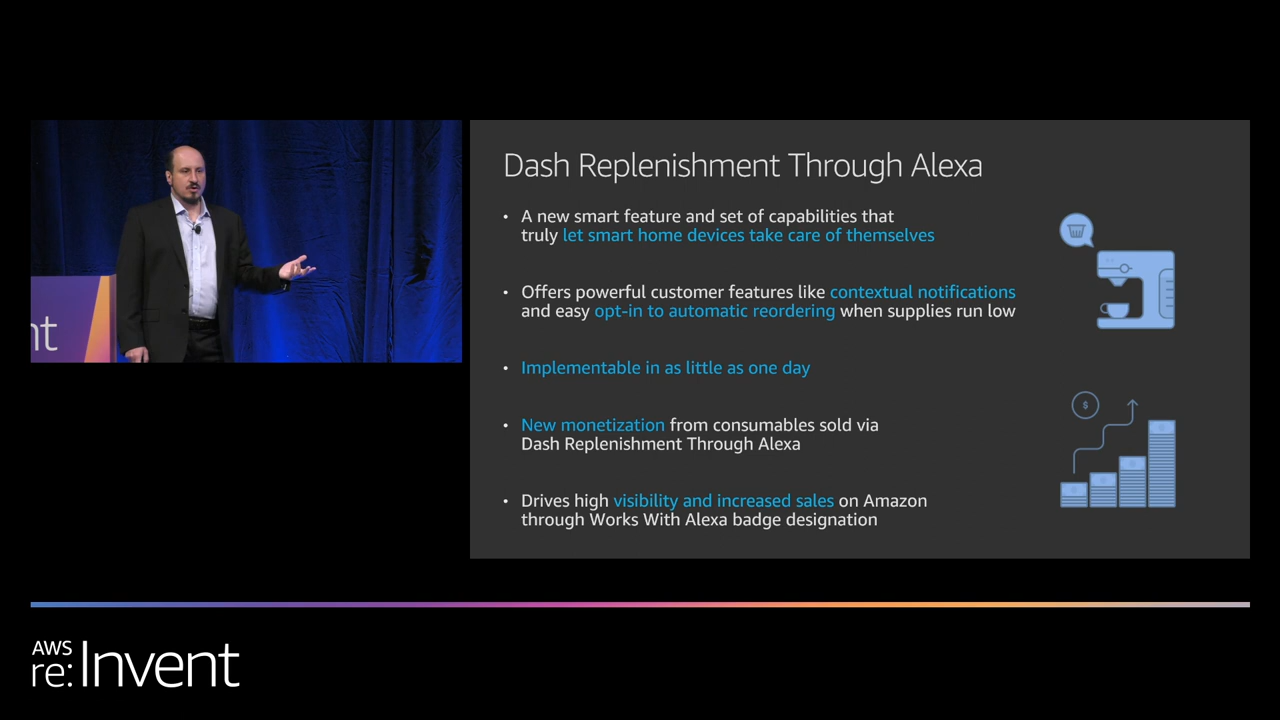 Dash Replenishment Through Alexa
• A new smart feature and set of capabilities that
truly let smart home devices take care of themselves
• Offers powerful customer features like contextual notifications
and easy opt-in to automatic reordering when supplies run low
• Implementable in as little as one day
• New monetization from consumables sold via
Dash Replenishment Through Alexa
• Drives high visibility and increased sales on Amazon
through Works With Alexa badge designation
$
nt
AWS
re:Invent